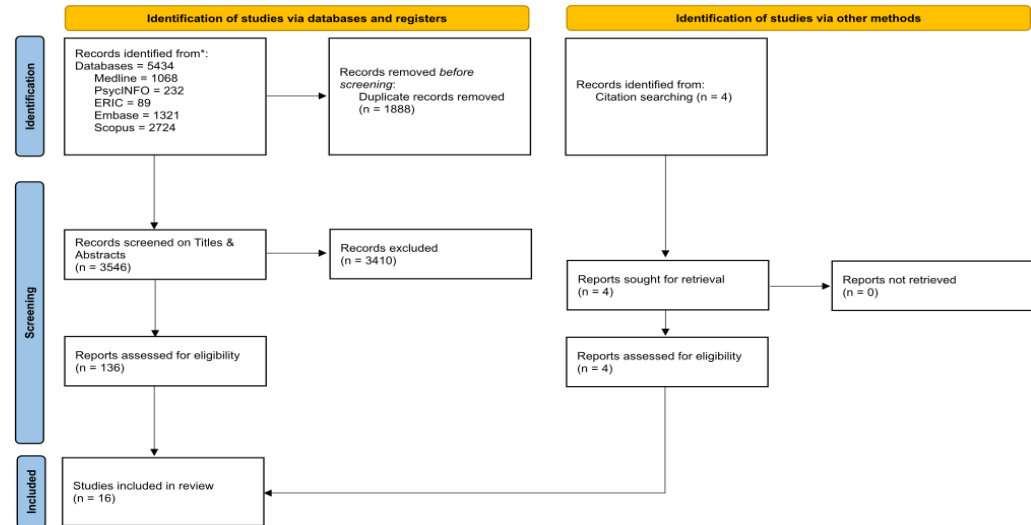 Identification of studies via databases and registers
Identification of studies via other methods
Identification
Records identified from*:
Databases = 5434
Medline = 1068
PsycINFO = 232
ERIC = 89
Embase = 1321
Scopus = 2724
Records removed before
screening:
Duplicate records removed
(n = 1888)
Records identified from:
Citation searching (n = 4)
Screening
Records screened on Titles &
Abstracts
(n = 3546)
Records excluded
(n = 3410)
Reports sought for retrieval
(n = 4)
Reports not retrieved
(n = 0)
Reports assessed for eligibility
(n = 136)
Reports assessed for eligibility
(n = 4)
Included
Studies included in review
(n = 16)